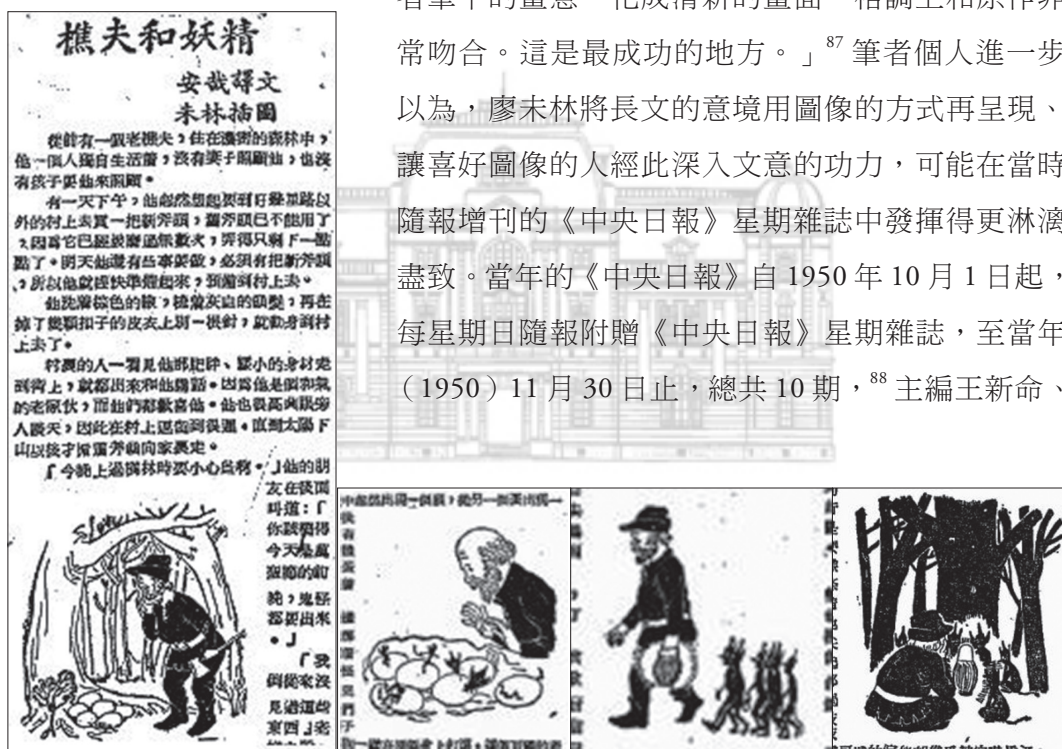 樵夫和妖精
安哉譯文
未林插圖
從前有一個老樵夫，住在濃密的森林中，
他一個人獨自生活着，沒有妻子照顧他，也沒
有孩子要他來照顧。
有一天下午，他忽然想起要到好幾里路以
外的村上去買一把新斧頭，舊斧頭已不能用了
，因爲它已經被磨過無數次，弄得只剩下一點
點了。明天他還有些事要做，必須有把新斧頭
，所以他就趕快準備起來，預備到村上去。
他洗濯棕色的臉，梳齊灰白的頭髮，再在
掉了幾顆扣子的皮衣上別一根針，就動身到村
上去了。
村裏的人一看見他那肥胖、矮小的身材走
到街上，就都出來和他講話。因爲他是個和氣
的老傢伙，而他們都歡喜他。他也很高興跟旁
人談天，因此在村上逗留到很遲。直到太陽下
山以後才揹着斧頭向家裏走。
「今晚上過樹林時要小心些啊。」他的朋
友在後面
叫道：「
你該曉得
今天是萬
聖節的前
晚，鬼怪
都要出來
。」
「我
倒從來沒
見過這些
東西」老
者筆下的畫意，化成清新的畫面，格調上和原作非
常吻合。這是最成功的地方。」87 筆者個人進一步
以為，廖未林將長文的意境用圖像的方式再呈現、
讓喜好圖像的人經此深入文意的功力，可能在當時
隨報增刊的《中央日報》星期雜誌中發揮得更淋漓
盡致。當年的《中央日報》自 1950 年 10 月 1 日起，
每星期日隨報附贈《中央日報》星期雜誌，至當年
（1950）11 月 30 日止，總共 10 期，88 主編王新命、